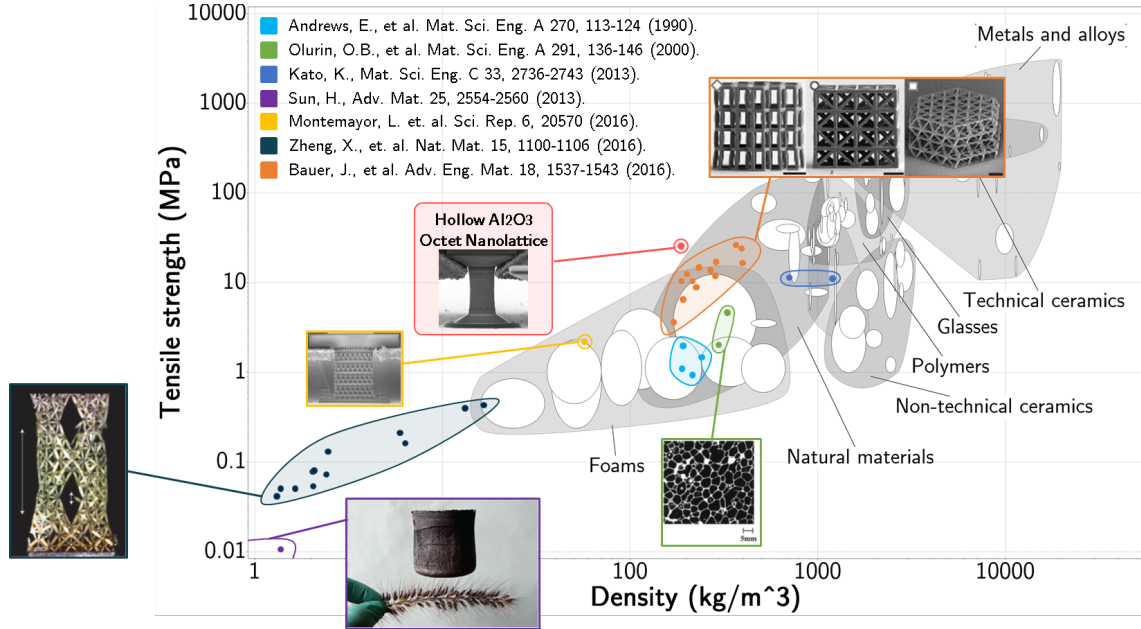 10000
1000
100
10
1
0.1
0.01
Tensile strength (MPa)
Andrews, E., et al. Mat. Sci. Eng. A 270, 113-124 (1990).
Olurin, O.B., et al. Mat. Sci. Eng. A 291, 136-146 (2000).
Kato, K., Mat. Sci. Eng. C 33, 2736-2743 (2013).
Sun, H., Adv. Mat. 25, 2554-2560 (2013).
Montemayor, L. et. al. Sci. Rep. 6, 20570 (2016).
Zheng, X., et. al. Nat. Mat. 15, 1100-1106 (2016).
Bauer, J., et al. Adv. Eng. Mat. 18, 1537-1543 (2016).
Metals and alloys
Hollow Al2O3
Octet Nanolattice
Technical ceramics
Glasses
Polymers
Non-technical ceramics
Natural materials
Foams
5mm
1
100
1000
10000
Density (kg/m^3)